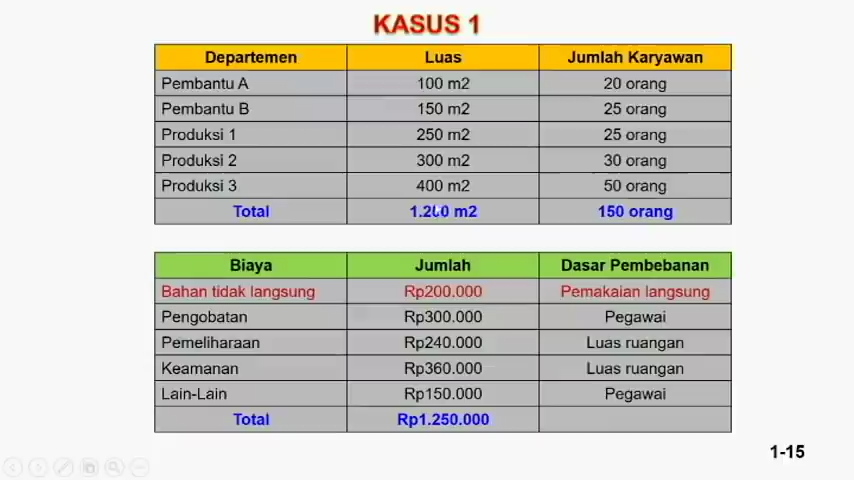 KASUS 1
Departemen Luas Jumlah Karyawan
Pembantu A 100 m2 20 orang
Pembantu B 150 m2 25 orang
Produksi 1 250 m2 25 orang
Produksi 2 300 m2 30 orang
Produksi 3 400 m2 50 orang
Total 1.200 m2 150 orang
Biaya Jumlah Dasar Pembebanan
Bahan tidak langsung Rp200.000 Pemakaian langsung
Pengobatan Rp300.000 Pegawai
Pemeliharaan Rp240.000 Luas ruangan
Keamanan Rp360.000 Luas ruangan
Lain-Lain Rp150.000 Pegawai
Total Rp1.250.000
1-15